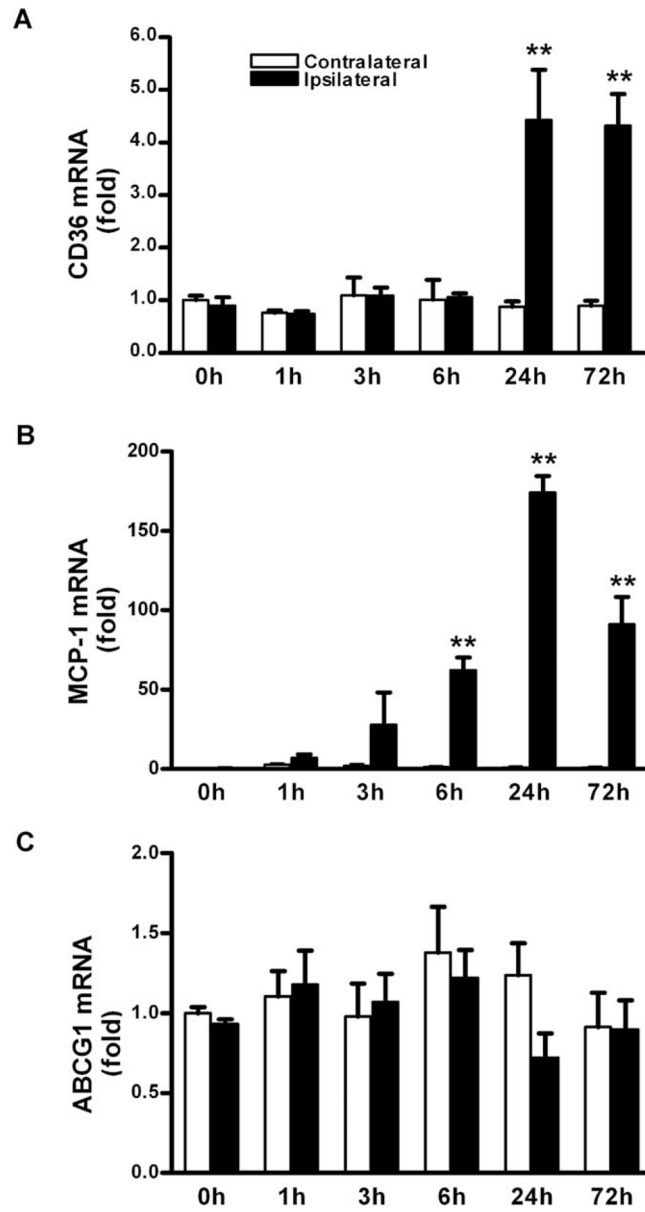 A
CD36 mRNA
(fold)
6.0
5.0
4.0
3.0
2.0
1.0
0.0
Contralateral
Ipsilateral
**
**
0h 1h 3h 6h 24h 72h
B
MCP-1 mRNA
(fold)
200
150
100
50
0
**
**
**
0h 1h 3h 6h 24h 72h
C
ABCG1 mRNA
(fold)
2.0
1.5
1.0
0.5
0.0
0h 1h 3h 6h 24h 72h